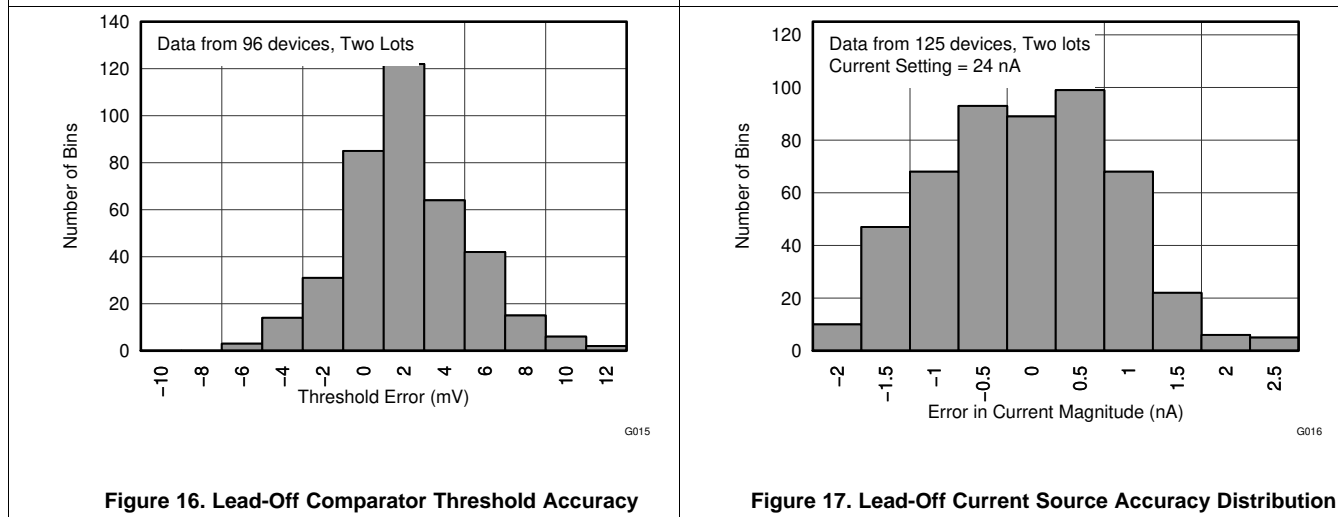 140
120
100
80
60
40
20
0
Number of Bins
Data from 96 devices, Two Lots
−10 −8 −6 −4 −2 0 2 4 6 8 10 12
Threshold Error (mV)
G015
Figure 16. Lead-Off Comparator Threshold Accuracy
120
100
80
60
40
20
0
Number of Bins
Data from 125 devices, Two lots
Current Setting = 24 nA
−2 −1.5 −1 −0.5 0 0.5 1 1.5 2 2.5
Error in Current Magnitude (nA)
G016
Figure 17. Lead-Off Current Source Accuracy Distribution